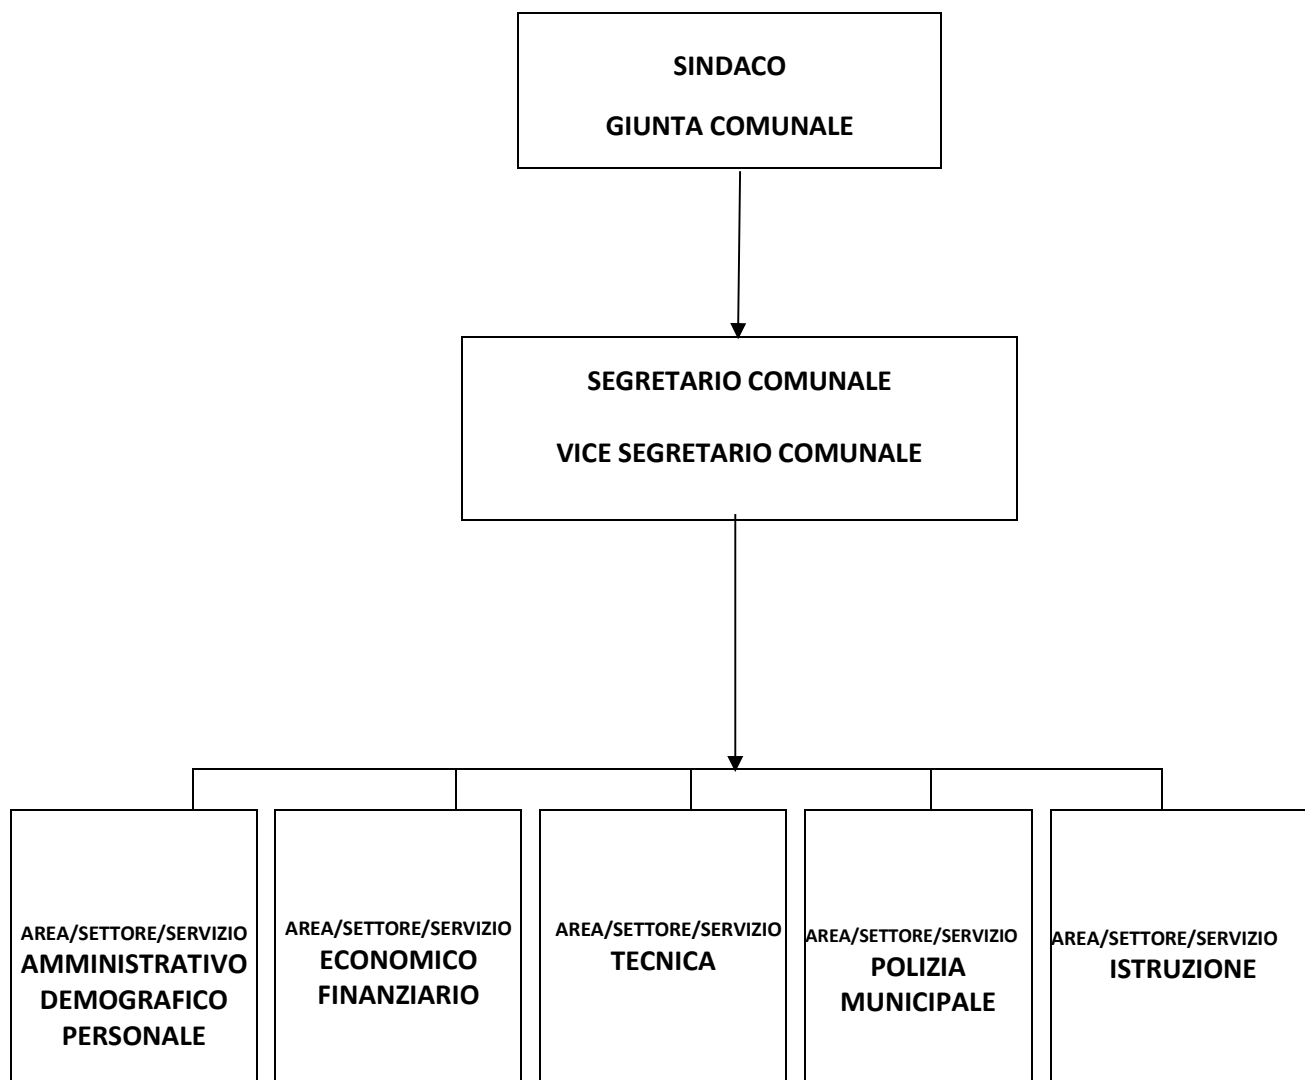 SINDACO
GIUNTA COMUNALE
SEGRETARIO COMUNALE
VICE SEGRETARIO COMUNALE
AREA/SETTORE/SERVIZIO
AMMINISTRATIVO
DEMOGRAFICO
PERSONALE
AREA/SETTORE/SERVIZIO
ECONOMICO
FINANZIARIO
AREA/SETTORE/SERVIZIO
TECNICA
AREA/SETTORE/SERVIZIO
POLIZIA
MUNICIPALE
AREA/SETTORE/SERVIZIO
ISTRUZIONE